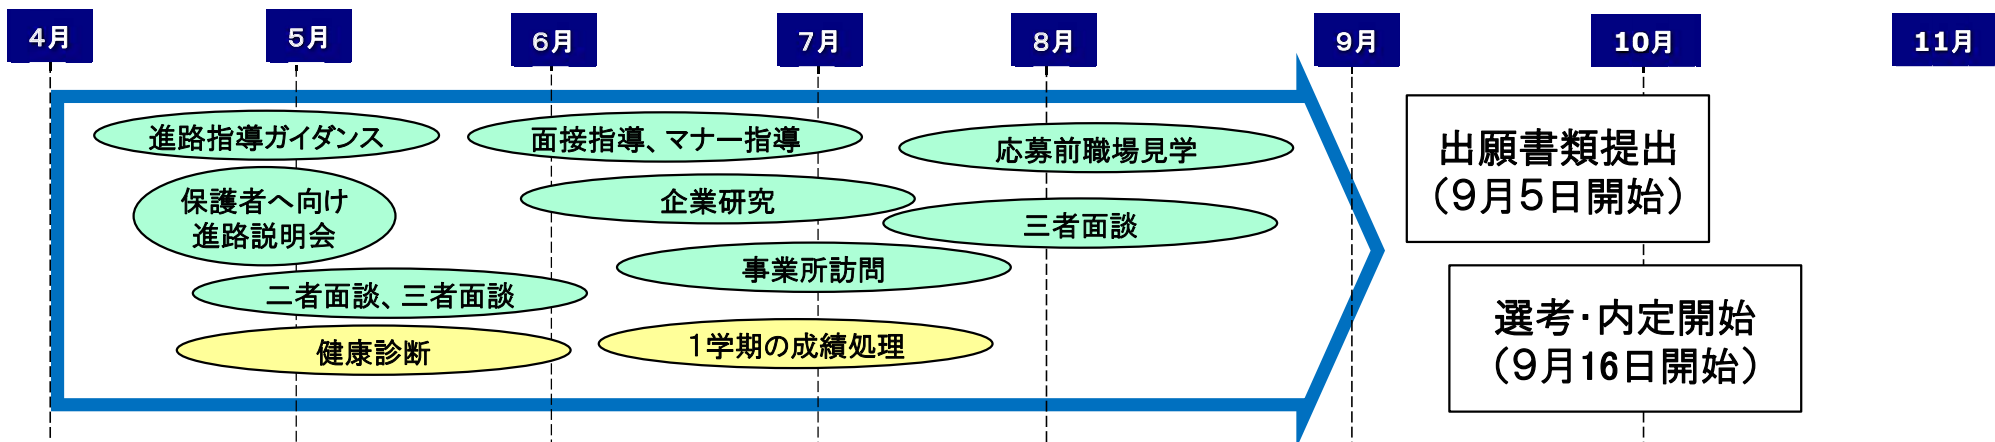 4月
5月
6月
7月
8月
9月
10月
11月
進路指導ガイダンス
保護者へ向け
進路説明会
二者面談、三者面談
健康診断
面接指導、マナー指導
企業研究
事業所訪問
1学期の成績処理
応募前職場見学
三者面談
出願書類提出
（9月5日開始）
選考・内定開始
（9月16日開始）